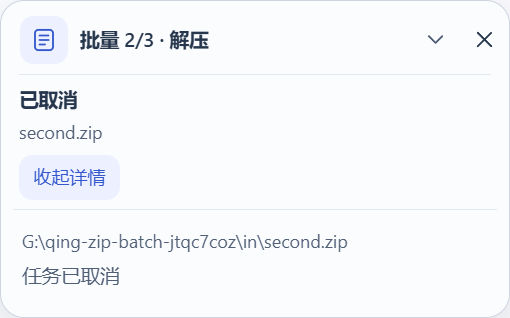 批量 2/3 · 解压
已取消
second.zip
收起详情
G:\qing-zip-batch-jtqc7coz\in\second.zip
任务已取消